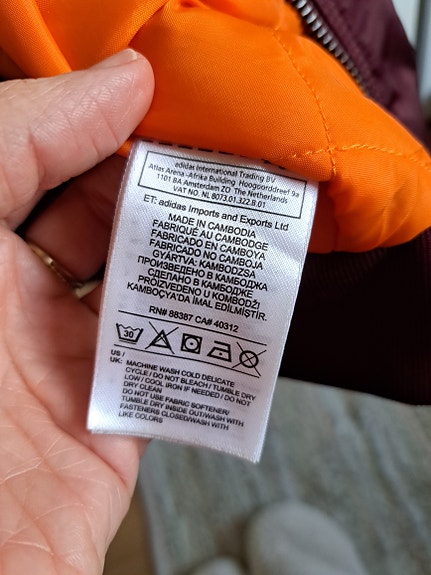 adidas International Trading BV
Atlas Arena -Afrika Building Hoogoorddreef 9a
1101 BA Amsterdam ZO The Netherlands
VAT NO. NL 8073.01.322.B.01
ET: adidas Imports and Exports Ltd
MADE IN CAMBODIA
FABRIQUÉ AU CAMBODGE
FABRICADO EN CAMBOYA
FABRICADO NO CAMBOJA
GYÁRTVA: KAMBODZSA
ПРОИЗВЕДЕНО В КАМБОДЖА
СДЕЛАНО В КАМБОДЖЕ
PROIZVEDENO U KOMBODŽI
KAMBOÇYA'DA İMAL EDİLMİŞTİR.
RN# 88387 CA# 40312
30
US / UK: MACHINE WASH COLD DELICATE
CYCLE / DO NOT BLEACH / TUMBLE DRY
LOW / COOL IRON IF NEEDED / DO NOT
DRY CLEAN
DO NOT USE FABRIC SOFTENER/
TUMBLE DRY INSIDE OUT/WASH WITH
FASTENERS CLOSED/WASH WITH
LIKE COLORS